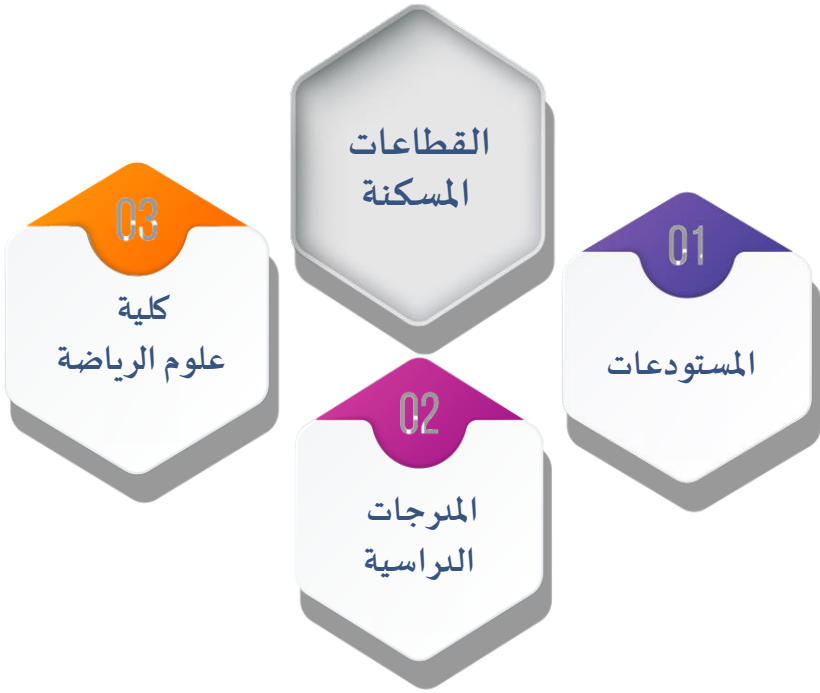 القطاعات
المسكنة
01
المستودعات
02
المدرجات
الدراسية
03
كلية
علوم الرياضة